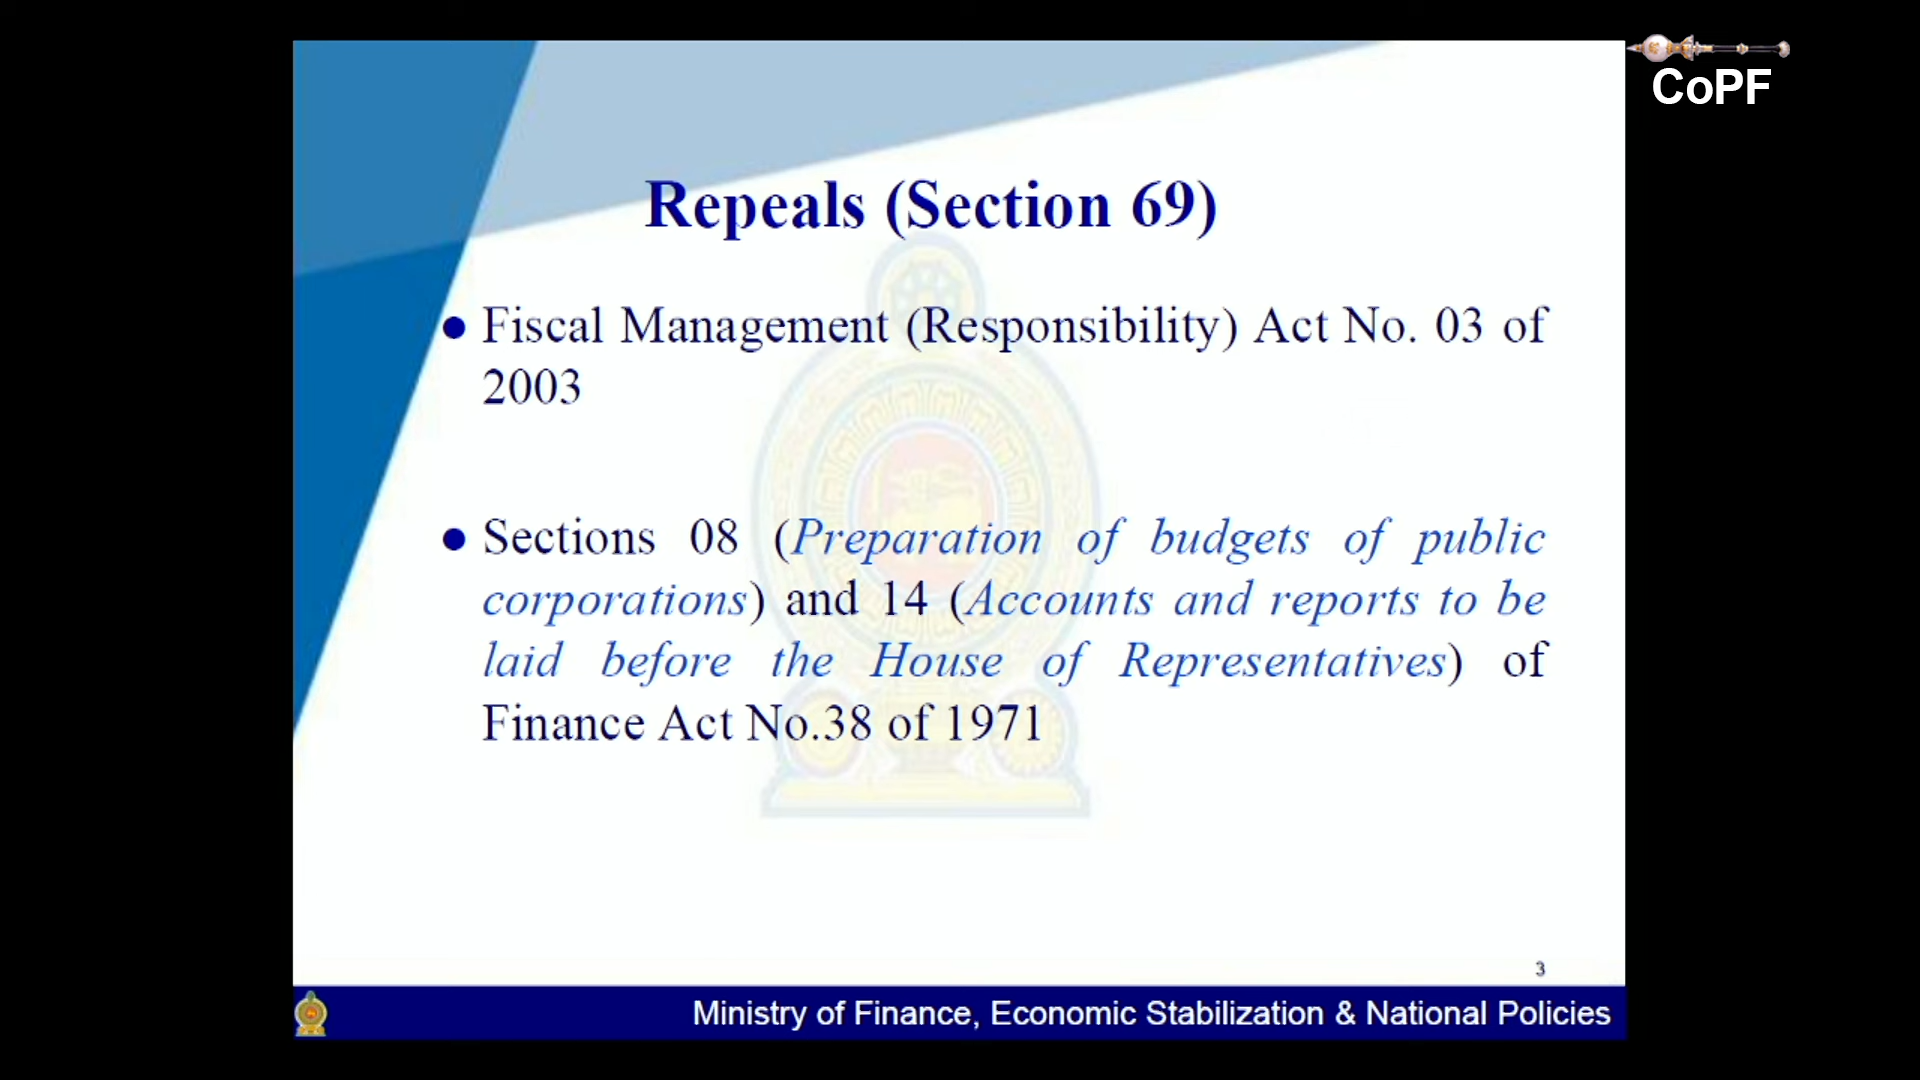 CoPF
Repeals (Section 69)
● Fiscal Management (Responsibility) Act No. 03 of
2003
● Sections 08 (Preparation of budgets of public
corporations) and 14 (Accounts and reports to be
laid before the House of Representatives) of
Finance Act No.38 of 1971
3
Ministry of Finance, Economic Stabilization & National Policies